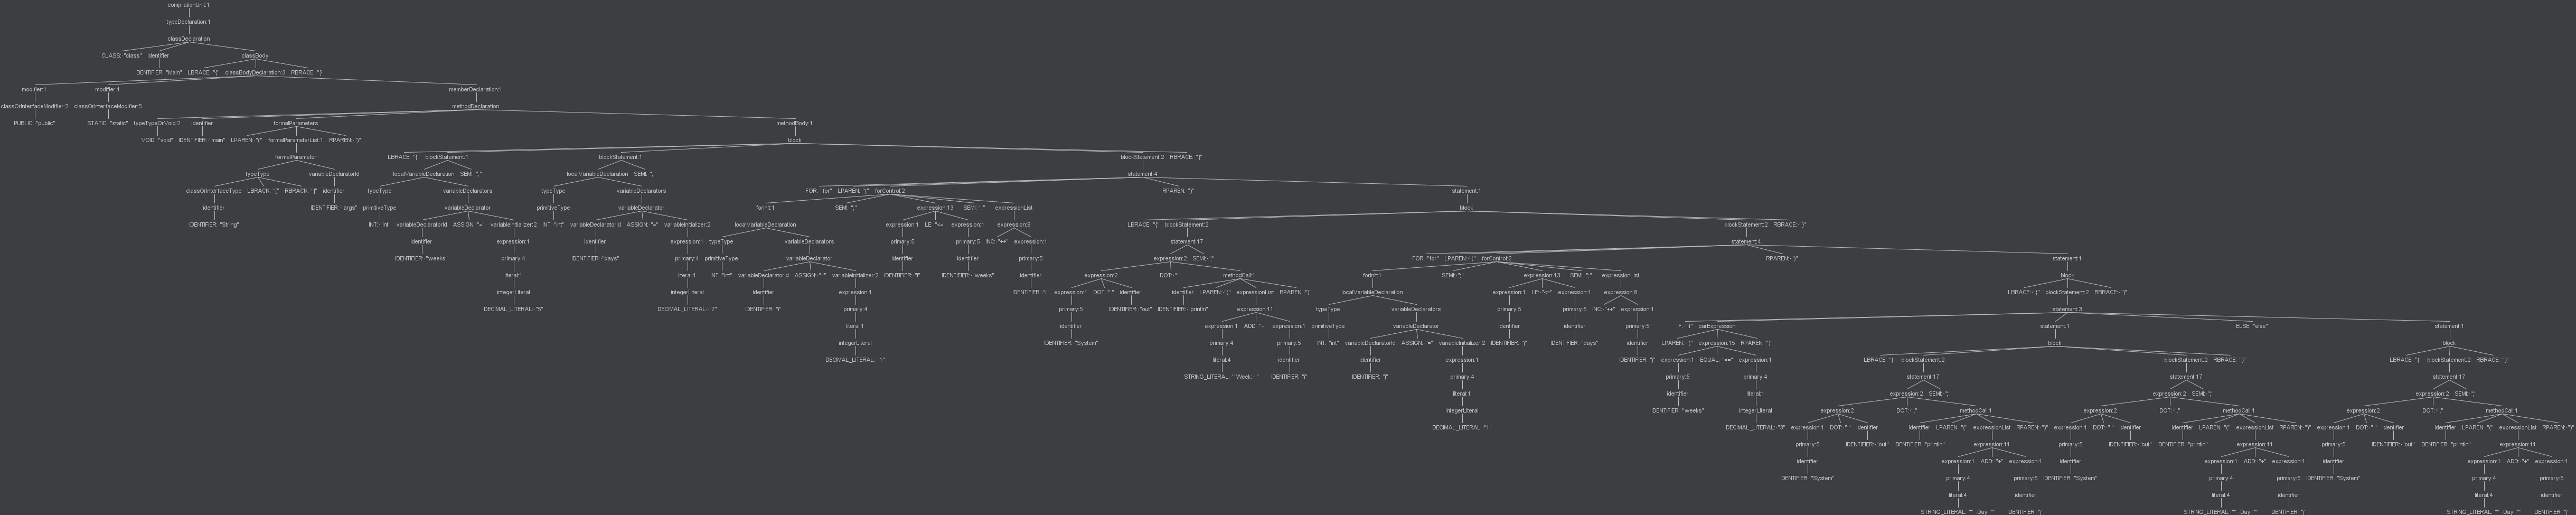 compilationUnit:1
typeDeclaration:1
classDeclaration
CLASS: "class" identifier classBody
IDENTIFIER: "Main" LBRACE: "{" classBodyDeclaration:3 RBRACE: "}"
modifier:1 modifier:1 memberDeclaration:1
classOrInterfaceModifier:2 classOrInterfaceModifier:5 methodDeclaration
PUBLIC: "public" STATIC: "static" typeTypeOrVoid:2 identifier formalParameters methodBody:1
VOID: "void" IDENTIFIER: "main" LPAREN: "(" formalParameterList:1 RPAREN: ")" block
formalParameter LBRACE: "{" blockStatement:1 blockStatement:1 blockStatement:2 RBRACE: "}"
typeType variableDeclaratorId localVariableDeclaration SEMI: ";" localVariableDeclaration SEMI: ";" statement:4
classOrInterfaceType LBRACK: "[" RBRACK: "]" identifier typeType variableDeclarators typeType variableDeclarators FOR: "for" LPAREN: "(" forControl:2 RPAREN: ")" statement:1
identifier IDENTIFIER: "args" primitiveType variableDeclarator primitiveType variableDeclarator forInit:1 SEMI: ";" expression:13 SEMI: ";" expressionList block
IDENTIFIER: "String" INT: "int" variableDeclaratorId ASSIGN: "=" variableInitializer:2 INT: "int" variableDeclaratorId ASSIGN: "=" variableInitializer:2 localVariableDeclaration expression:1 LE: "<=" expression:1 expression:8 LBRACE: "{" blockStatement:2 blockStatement:2 RBRACE: "}"
identifier expression:1 identifier expression:1 typeType variableDeclarators primary:5 primary:5 INC: "++" expression:1 statement:17 statement:4
IDENTIFIER: "weeks" primary:4 IDENTIFIER: "days" primary:4 primitiveType variableDeclarator identifier identifier primary:5 expression:2 SEMI: ";" FOR: "for" LPAREN: "(" forControl:2 RPAREN: ")" statement:1
literal:1 literal:1 INT: "int" variableDeclaratorId ASSIGN: "=" variableInitializer:2 IDENTIFIER: "i" IDENTIFIER: "weeks" identifier expression:2 DOT: "." methodCall:1 forInit:1 SEMI: ";" expression:13 SEMI: ";" expressionList block
integerLiteral integerLiteral identifier expression:1 IDENTIFIER: "i" expression:1 DOT: "." identifier identifier LPAREN: "(" expressionList RPAREN: ")" localVariableDeclaration expression:1 LE: "<=" expression:1 expression:8 LBRACE: "{" blockStatement:2 RBRACE: "}"
DECIMAL_LITERAL: "5" DECIMAL_LITERAL: "7" IDENTIFIER: "i" primary:4 primary:5 IDENTIFIER: "out" IDENTIFIER: "println" expression:11 typeType variableDeclarators primary:5 primary:5 INC: "++" expression:1 statement:3
literal:1 identifier expression:1 ADD: "+" expression:1 primitiveType variableDeclarator identifier identifier primary:5 IF: "if" parExpression statement:1 ELSE: "else" statement:1
integerLiteral IDENTIFIER: "System" primary:4 primary:5 INT: "int" variableDeclaratorId ASSIGN: "=" variableInitializer:2 IDENTIFIER: "j" IDENTIFIER: "days" identifier LPAREN: "(" expression:15 RPAREN: ")" block block
DECIMAL_LITERAL: "1" literal:4 identifier identifier expression:1 IDENTIFIER: "j" expression:1 EQUAL: "==" expression:1 LBRACE: "{" blockStatement:2 blockStatement:2 RBRACE: "}" LBRACE: "{" blockStatement:2 RBRACE: "}"
STRING_LITERAL: ""Week: "" IDENTIFIER: "i" IDENTIFIER: "j" primary:4 primary:5 primary:4 statement:17 statement:17 statement:17
literal:1 identifier literal:1 expression:2 SEMI: ";" expression:2 SEMI: ";" expression:2 SEMI: ";"
integerLiteral IDENTIFIER: "weeks" integerLiteral expression:2 DOT: "." methodCall:1 expression:2 DOT: "." methodCall:1 expression:2 DOT: "." methodCall:1
DECIMAL_LITERAL: "1" DECIMAL_LITERAL: "3" expression:1 DOT: "." identifier identifier LPAREN: "(" expressionList RPAREN: ")" expression:1 DOT: "." identifier identifier LPAREN: "(" expressionList RPAREN: ")" expression:1 DOT: "." identifier identifier LPAREN: "(" expressionList RPAREN: ")"
primary:5 IDENTIFIER: "out" IDENTIFIER: "println" expression:11 primary:5 IDENTIFIER: "out" IDENTIFIER: "println" expression:11 primary:5 IDENTIFIER: "out" IDENTIFIER: "println" expression:11
identifier expression:1 ADD: "+" expression:1 identifier expression:1 ADD: "+" expression:1 identifier expression:1 ADD: "+" expression:1
IDENTIFIER: "System" primary:4 primary:5 IDENTIFIER: "System" primary:4 primary:5 IDENTIFIER: "System" primary:4 primary:5
literal:4 identifier literal:4 identifier literal:4 identifier
STRING_LITERAL: "" Day: "" IDENTIFIER: "j" STRING_LITERAL: "" Day: "" IDENTIFIER: "j" STRING_LITERAL: "" Day: "" IDENTIFIER: "j"